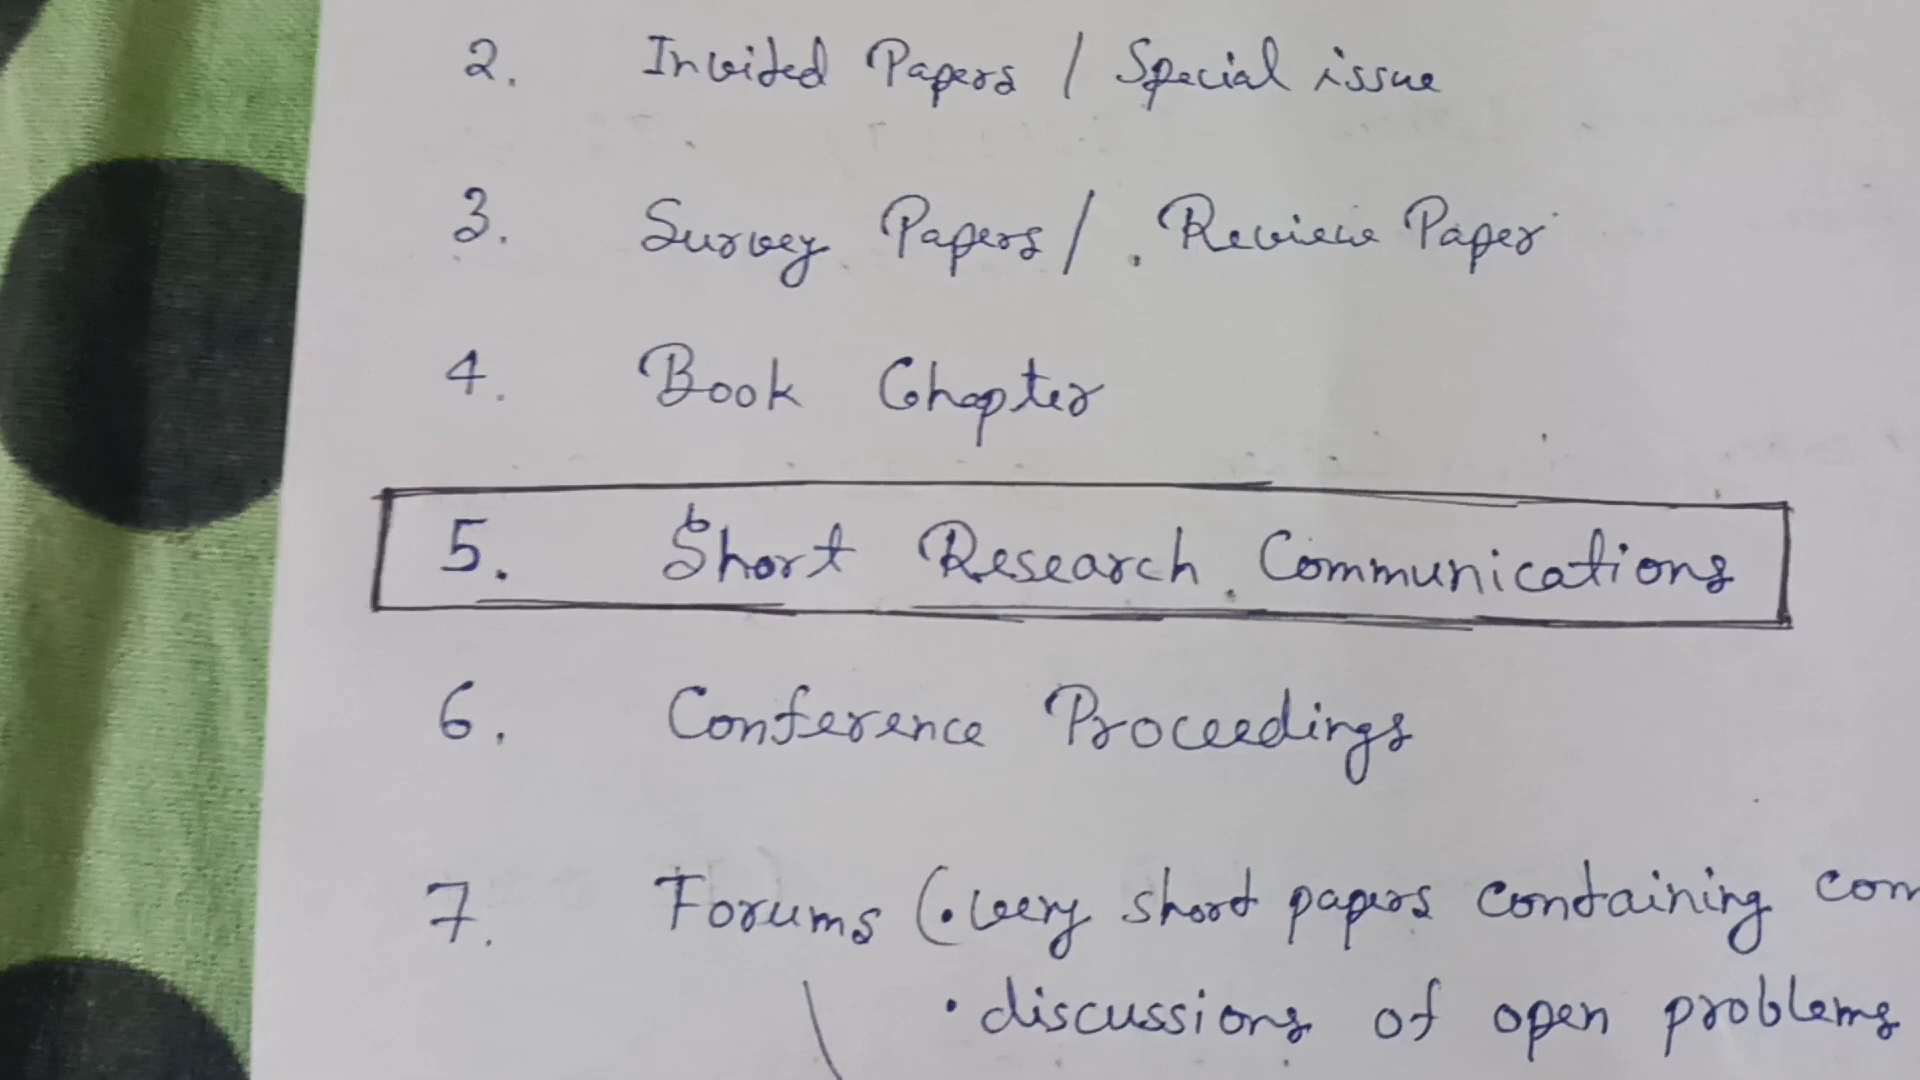 2. Invited Papers / Special issue
3. Survey Papers / . Review Paper
4. Book Chapter
5. Short Research Communications
6. Conference Proceedings
7. Forums (. very short papers containing
• discussions of open problems